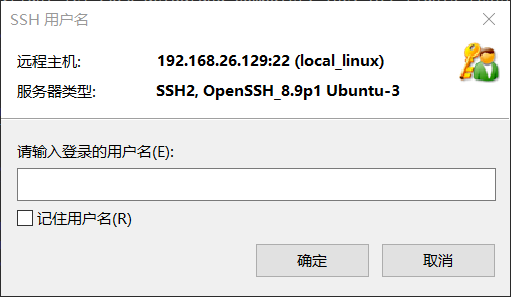 SSH 用户名
远程主机: 192.168.26.129:22 (local_linux)
服务器类型: SSH2, OpenSSH_8.9p1 Ubuntu-3
请输入登录的用户名(E):
记住用户名(R)
确定 取消